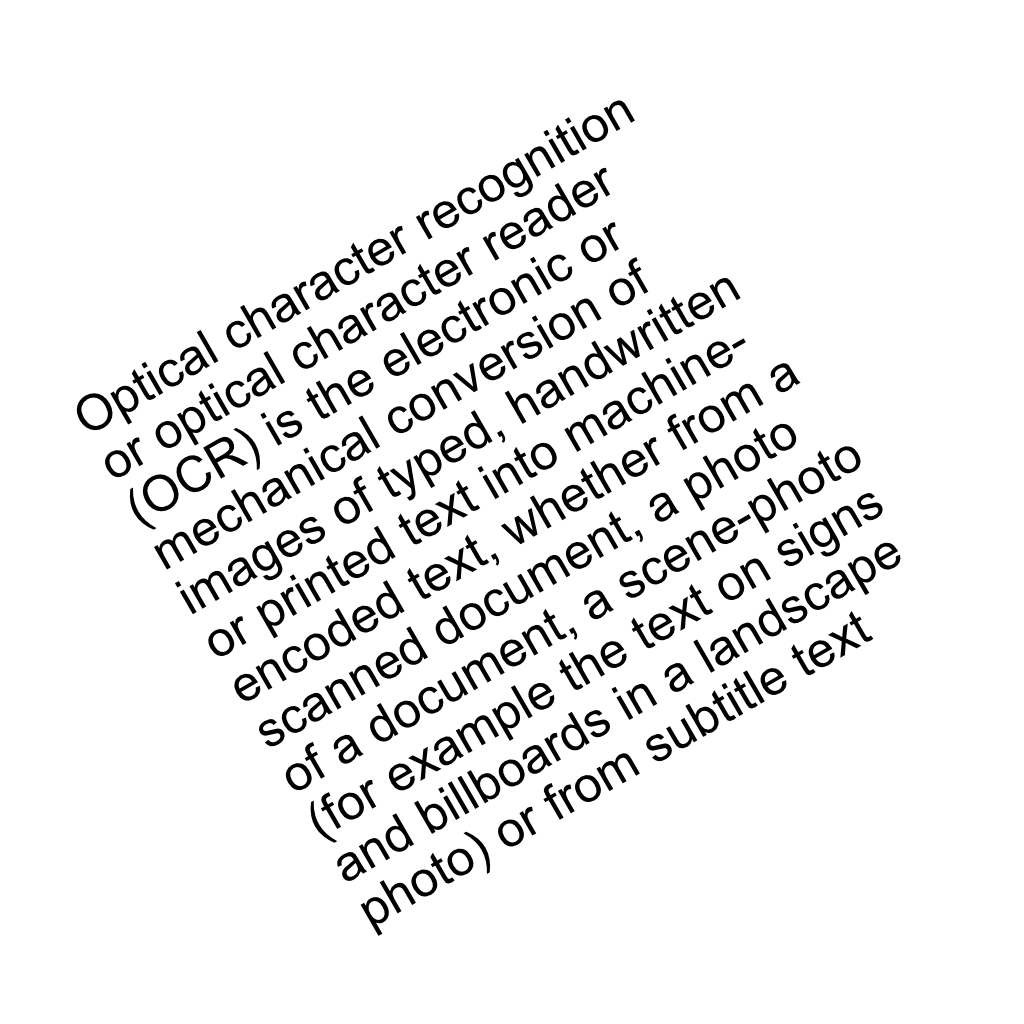 Optical character recognition
or optical character reader
(OCR) is the electronic or
mechanical conversion of
images of typed, handwritten
or printed text into machine-
encoded text, whether from a
scanned document, a photo
of a document, a scene-photo
(for example the text on signs
and billboards in a landscape
photo) or from subtitle text